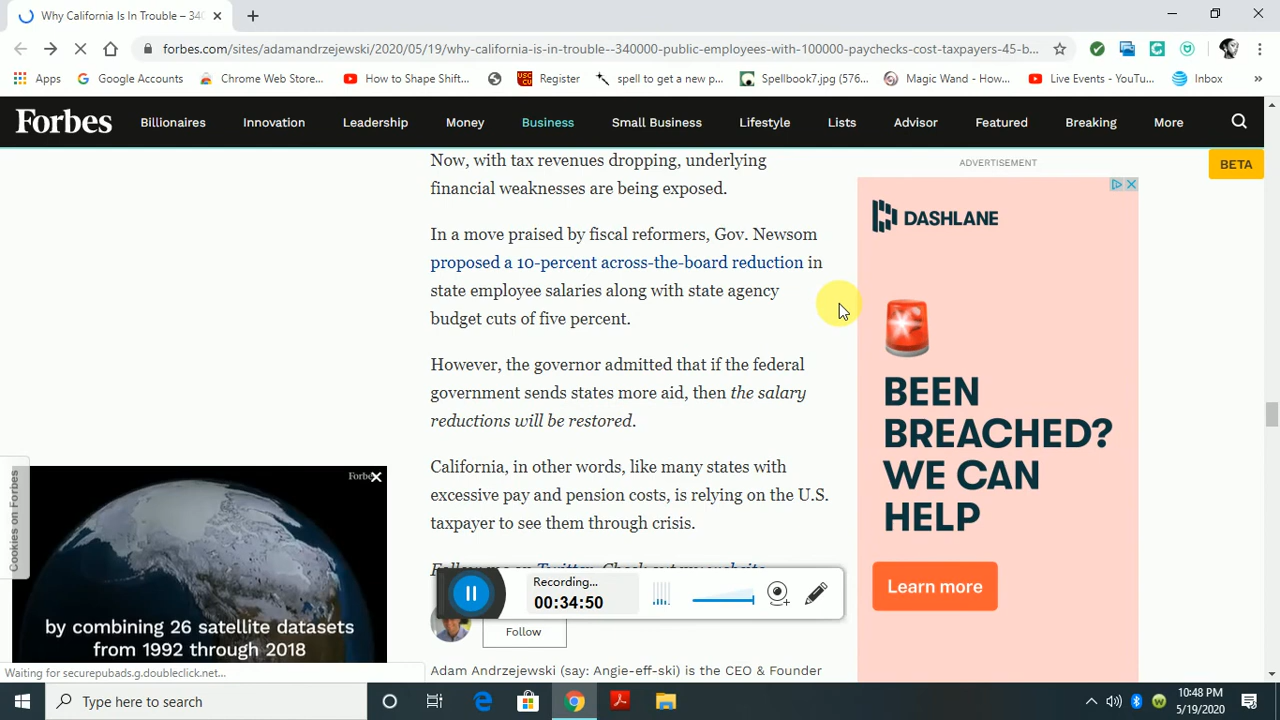 Why California Is In Trouble – 340
forbes.com/sites/adamandrzejewski/2020/05/19/why-california-is-in-trouble--340000-public-employees-with-100000-paychecks-cost-taxpayers-45-b...
Apps
Google Accounts
Chrome Web Store...
How to Shape Shift...
Register
spell to get a new p...
Spellbook7.jpg (576...
Magic Wand - How...
Live Events - YouTu...
Inbox
»
Forbes
Billionaires
Innovation
Leadership
Money
Business
Small Business
Lifestyle
Lists
Advisor
Featured
Breaking
More
BETA
Now, with tax revenues dropping, underlying
financial weaknesses are being exposed.
In a move praised by fiscal reformers, Gov. Newsom
proposed a 10-percent across-the-board reduction in
state employee salaries along with state agency
budget cuts of five percent.
However, the governor admitted that if the federal
government sends states more aid, then the salary
reductions will be restored.
California, in other words, like many states with
excessive pay and pension costs, is relying on the U.S.
taxpayer to see them through crisis.
Follow me on Twitter. Check out my website.
Follow
Adam Andrzejewski (say: Angie-eff-ski) is the CEO & Founder
ADVERTISEMENT
DASHLANE
BEEN
BREACHED?
WE CAN
HELP
Learn more
Cookies on Forbes
Forbes
by combining 26 satellite datasets
from 1992 through 2018
Recording...
00:34:50
Waiting for securepubads.g.doubleclick.net...
Type here to search
10:48 PM
5/19/2020